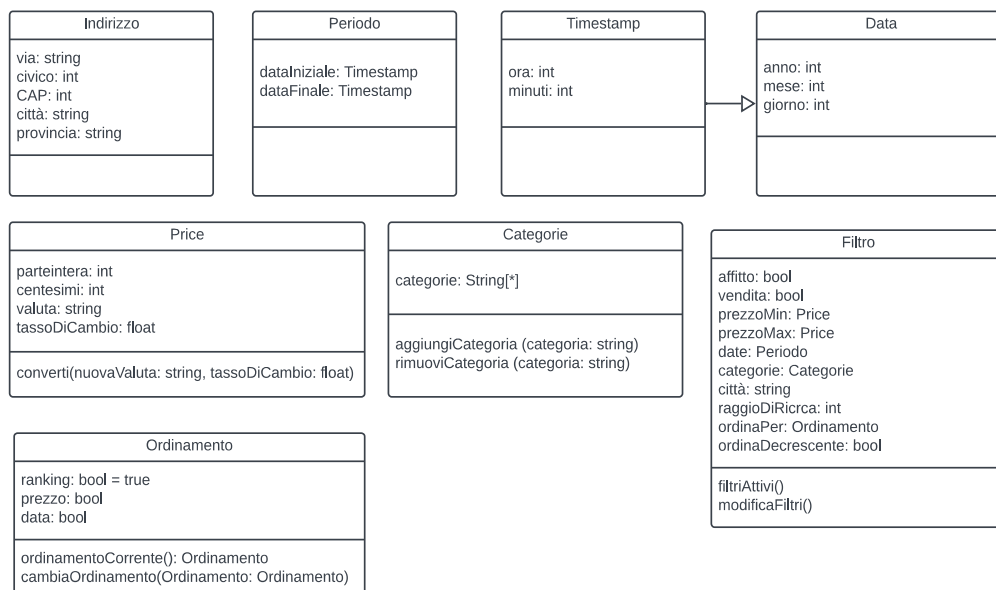 Indirizzo
via: string
civico: int
CAP: int
città: string
provincia: string
Periodo
dataIniziale: Timestamp
dataFinale: Timestamp
Timestamp
ora: int
minuti: int
Data
anno: int
mese: int
giorno: int
Price
parteintera: int
centesimi: int
valuta: string
tassoDiCambio: float
converti(nuovaValuta: string, tassoDiCambio: float)
Categorie
categorie: String[*]
aggiungiCategoria (categoria: string)
rimuoviCategoria (categoria: string)
Filtro
affitto: bool
vendita: bool
prezzoMin: Price
prezzoMax: Price
date: Periodo
categorie: Categorie
città: string
raggioDiRicrca: int
ordinaPer: Ordinamento
ordinaDecrescente: bool
filtriAttivi()
modificaFiltri()
Ordinamento
ranking: bool = true
prezzo: bool
data: bool
ordinamentoCorrente(): Ordinamento
cambiaOrdinamento(Ordinamento: Ordinamento)